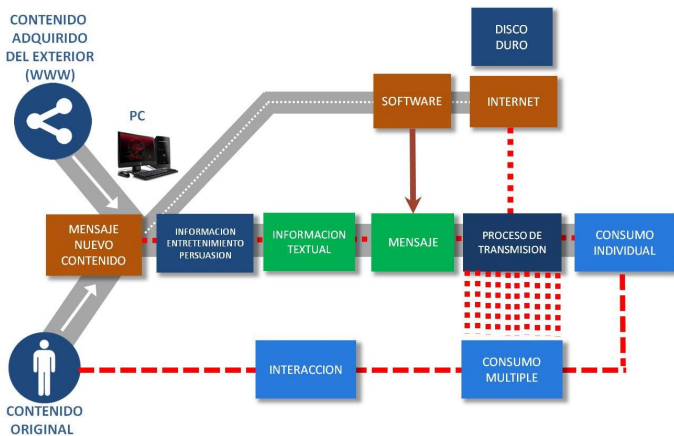 CONTENIDO
ADQUIRIDO
DEL EXTERIOR
(WWW)
DISCO
DURO
PC
SOFTWARE
INTERNET
MENSAJE
NUEVO
CONTENIDO
INFORMACION
ENTRETENIMIENTO
PERSUASION
INFORMACION
TEXTUAL
MENSAJE
PROCESO DE
TRANSMISION
CONSUMO
INDIVIDUAL
INTERACCION
CONSUMO
MULTIPLE
CONTENIDO
ORIGINAL